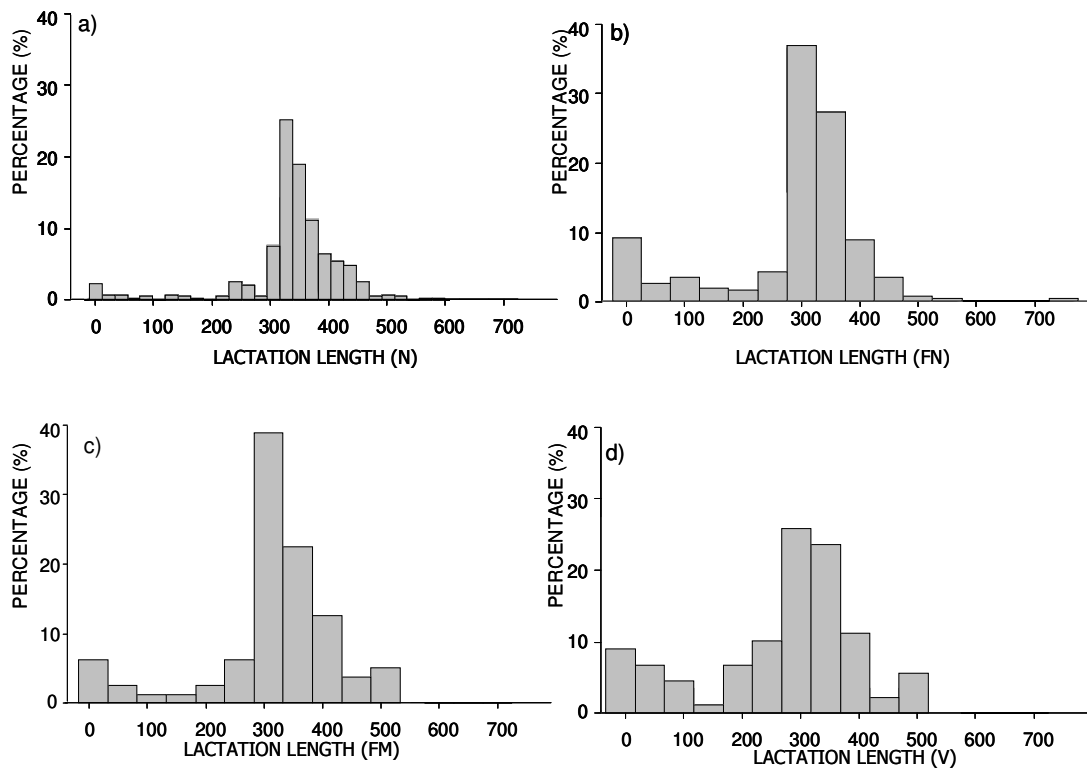 a)
PERCENTAGE (%)
40
30
20
10
0
0 100 200 300 400 500 600 700
LACTATION LENGTH (N)
b)
PERCENTAGE (%)
40
30
20
10
0
0 100 200 300 400 500 600 700
LACTATION LENGTH (FN)
c)
PERCENTAGE (%)
40
30
20
10
0
0 100 200 300 400 500 600 700
LACTATION LENGTH (FM)
d)
PERCENTAGE (%)
40
30
20
10
0
0 100 200 300 400 500 600 700
LACTATION LENGTH (V)